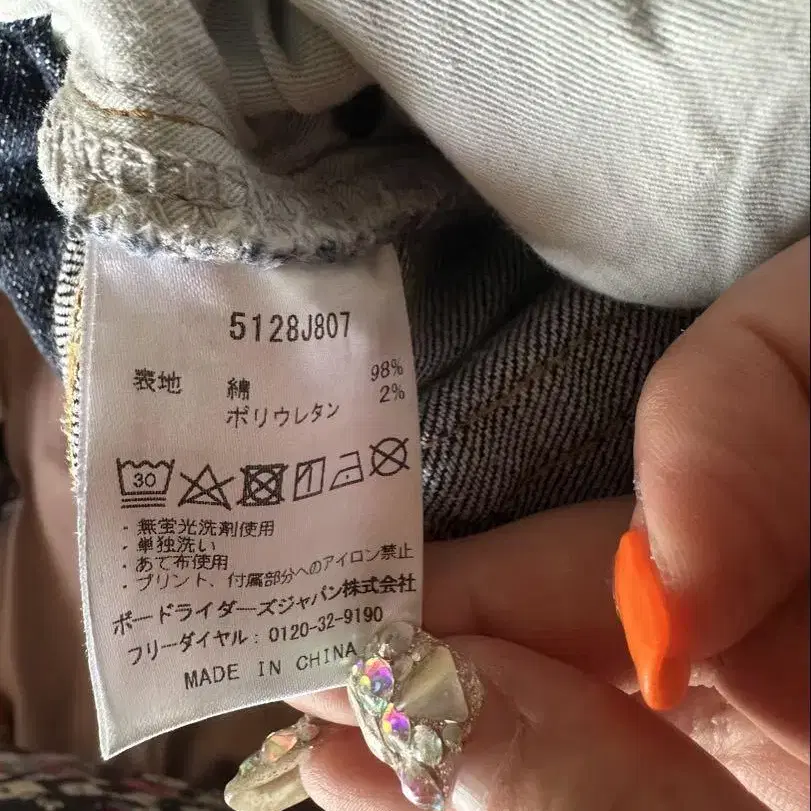 5128J807
表地 綿 98%
ポリウレタン 2%
30
・無蛍光洗剤使用
・単独洗い
・あて布使用
・プリント、付属部分へのアイロン禁止
ボードライダーズジャパン株式会社
フリーダイヤル：0120-32-9190
MADE IN CHINA